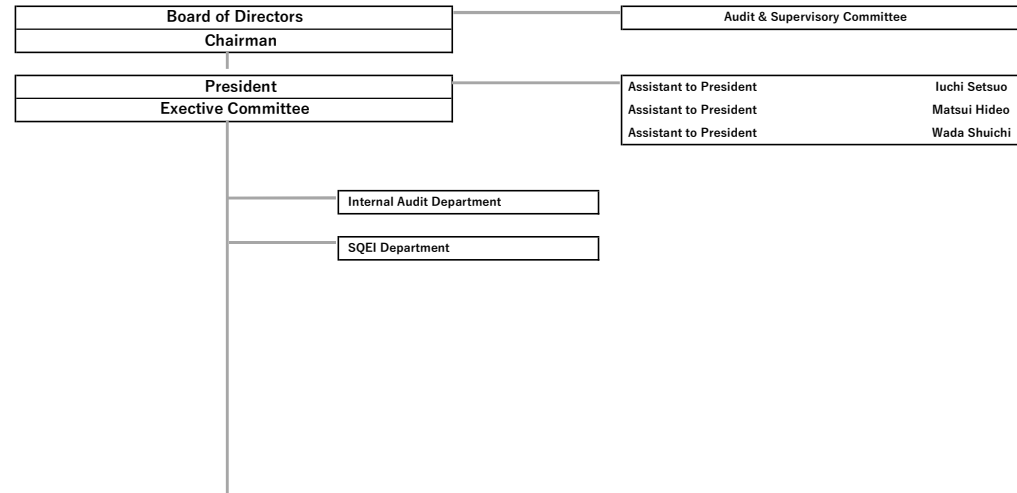 Board of Directors
Audit & Supervisory Committee
Chairman
President
Assistant to President Iuchi Setsuo
Exective Committee
Assistant to President Matsui Hideo
Assistant to President Wada Shuichi
Internal Audit Department
SQEI Department